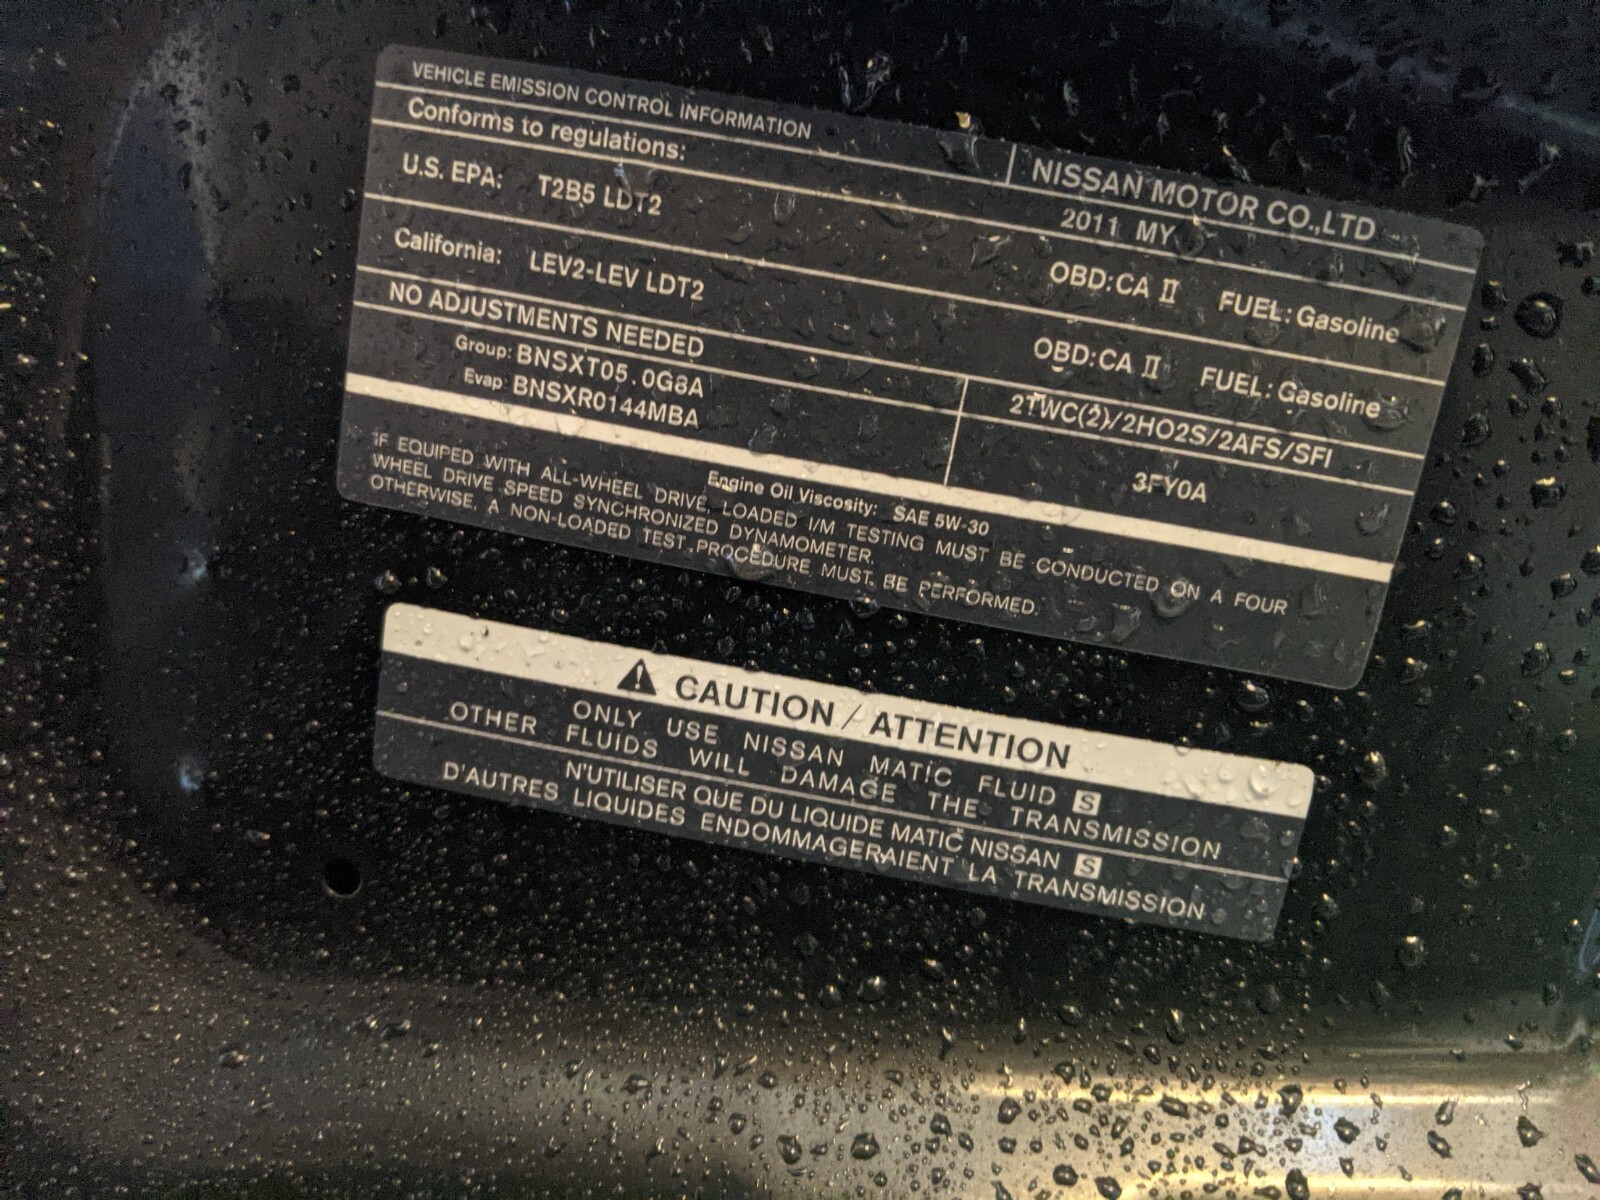 VEHICLE EMISSION CONTROL INFORMATION
NISSAN MOTOR CO.,LTD
Conforms to regulations:
2011 MY
U.S. EPA: T2B5 LDT2 OBD:CA II FUEL:Gasoline
California: LEV2-LEV LDT2 OBD:CA II FUEL:Gasoline
NO ADJUSTMENTS NEEDED
2TWC(2)/2HO2S/2AFS/SFI
Group: BNSXT05.0G8A
Evap: BNSXR0144MBA
3FY0A
Engine Oil Viscosity: SAE 5W-30
IF EQUIPPED WITH ALL-WHEEL DRIVE, LOADED I/M TESTING MUST BE CONDUCTED ON A FOUR
WHEEL DRIVE SPEED SYNCHRONIZED DYNAMOMETER.
OTHERWISE, A NON-LOADED TEST PROCEDURE MUST BE PERFORMED.
CAUTION / ATTENTION
ONLY USE NISSAN MATIC FLUID S
OTHER FLUIDS WILL DAMAGE THE TRANSMISSION
N'UTILISER QUE DU LIQUIDE MATIC NISSAN S
D'AUTRES LIQUIDES ENDOMMAGERAIENT LA TRANSMISSION